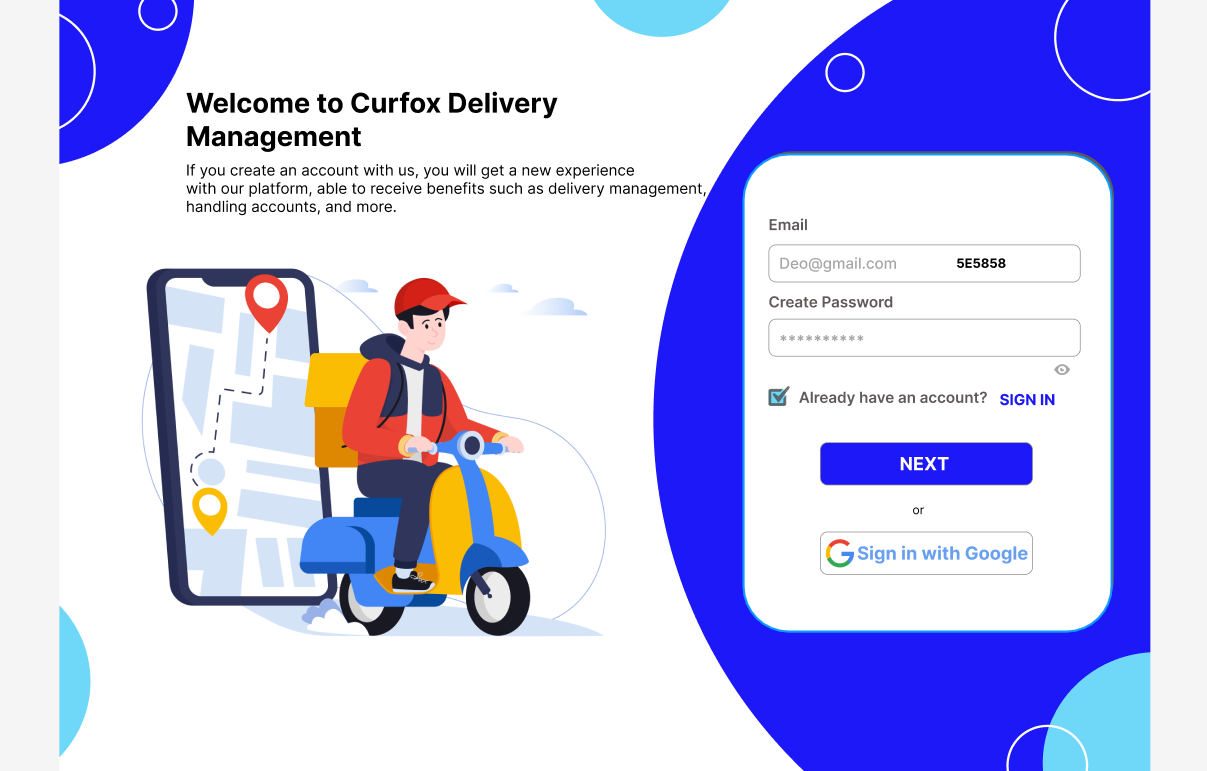 Welcome to Curfox Delivery
Management
If you create an account with us, you will get a new experience
with our platform, able to receive benefits such as delivery management,
handling accounts, and more.
Email
Deo@gmail.com 5E5858
Create Password
**********
Already have an account? SIGN IN
NEXT
or
Sign in with Google